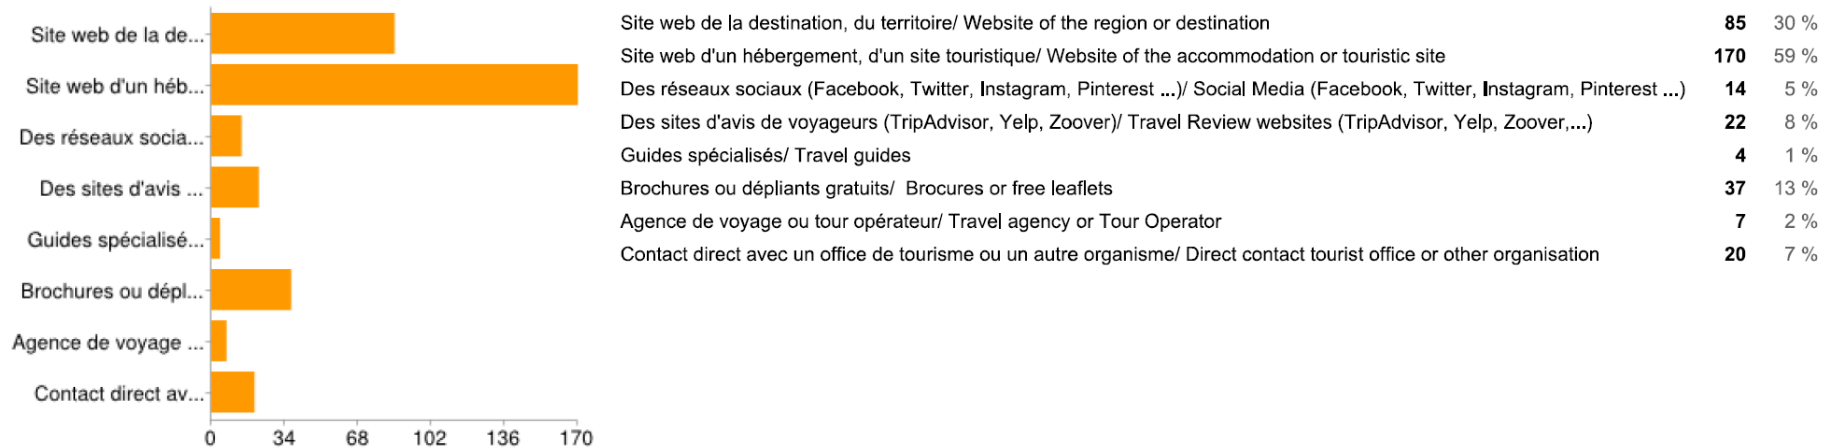 Site web de la de...
Site web d'un héb...
Des réseaux socia...
Des sites d'avis ...
Guides spécialisé...
Brochures ou dépl...
Agence de voyage ...
Contact direct av...
0 34 68 102 136 170
Site web de la destination, du territoire/ Website of the region or destination 85 30 %
Site web d'un hébergement, d'un site touristique/ Website of the accommodation or touristic site 170 59 %
Des réseaux sociaux (Facebook, Twitter, Instagram, Pinterest ...)/ Social Media (Facebook, Twitter, Instagram, Pinterest ...) 14 5 %
Des sites d'avis de voyageurs (TripAdvisor, Yelp, Zoover)/ Travel Review websites (TripAdvisor, Yelp, Zoover,...) 22 8 %
Guides spécialisés/ Travel guides 4 1 %
Brochures ou dépliants gratuits/ Brocures or free leaflets 37 13 %
Agence de voyage ou tour opérateur/ Travel agency or Tour Operator 7 2 %
Contact direct avec un office de tourisme ou un autre organisme/ Direct contact tourist office or other organisation 20 7 %